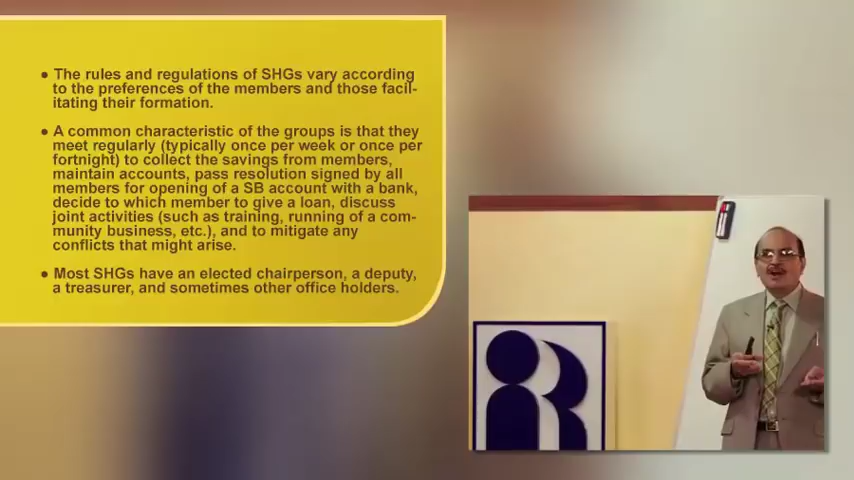 ● The rules and regulations of SHGs vary according
to the preferences of the members and those facil-
itating their formation.
● A common characteristic of the groups is that they
meet regularly (typically once per week or once per
fortnight) to collect the savings from members,
maintain accounts, pass resolution signed by all
members for opening of a SB account with a bank,
decide to which member to give a loan, discuss
joint activities (such as training, running of a com-
munity business, etc.), and to mitigate any
conflicts that might arise.
● Most SHGs have an elected chairperson, a deputy,
a treasurer, and sometimes other office holders.